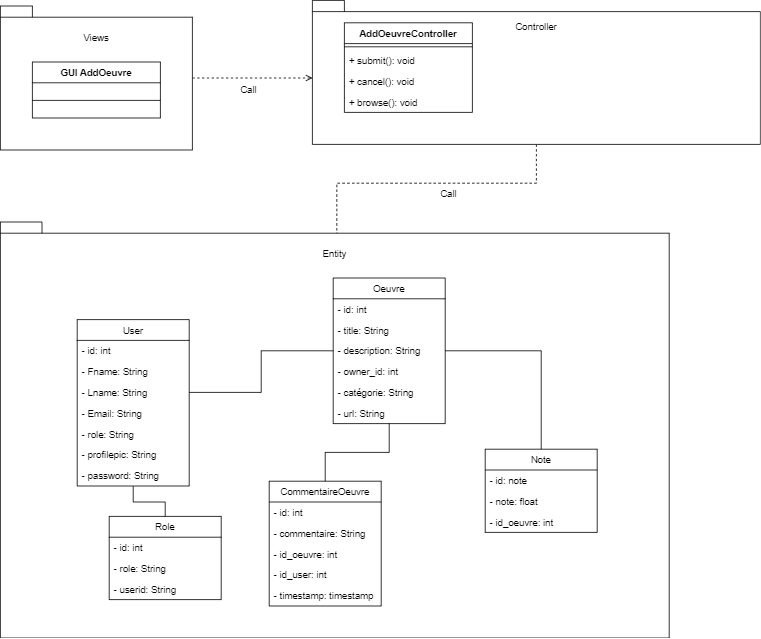 Views
GUI AddOeuvre
Call
Controller
AddOeuvreController
+ submit(): void
+ cancel(): void
+ browse(): void
Call
Entity
User
- id: int
- Fname: String
- Lname: String
- Email: String
- role: String
- profilepic: String
- password: String
Oeuvre
- id: int
- title: String
- description: String
- owner_id: int
- catégorie: String
- url: String
Role
- id: int
- role: String
- userid: String
CommentaireOeuvre
- id: int
- commentaire: String
- id_oeuvre: int
- id_user: int
- timestamp: timestamp
Note
- id: note
- note: float
- id_oeuvre: int